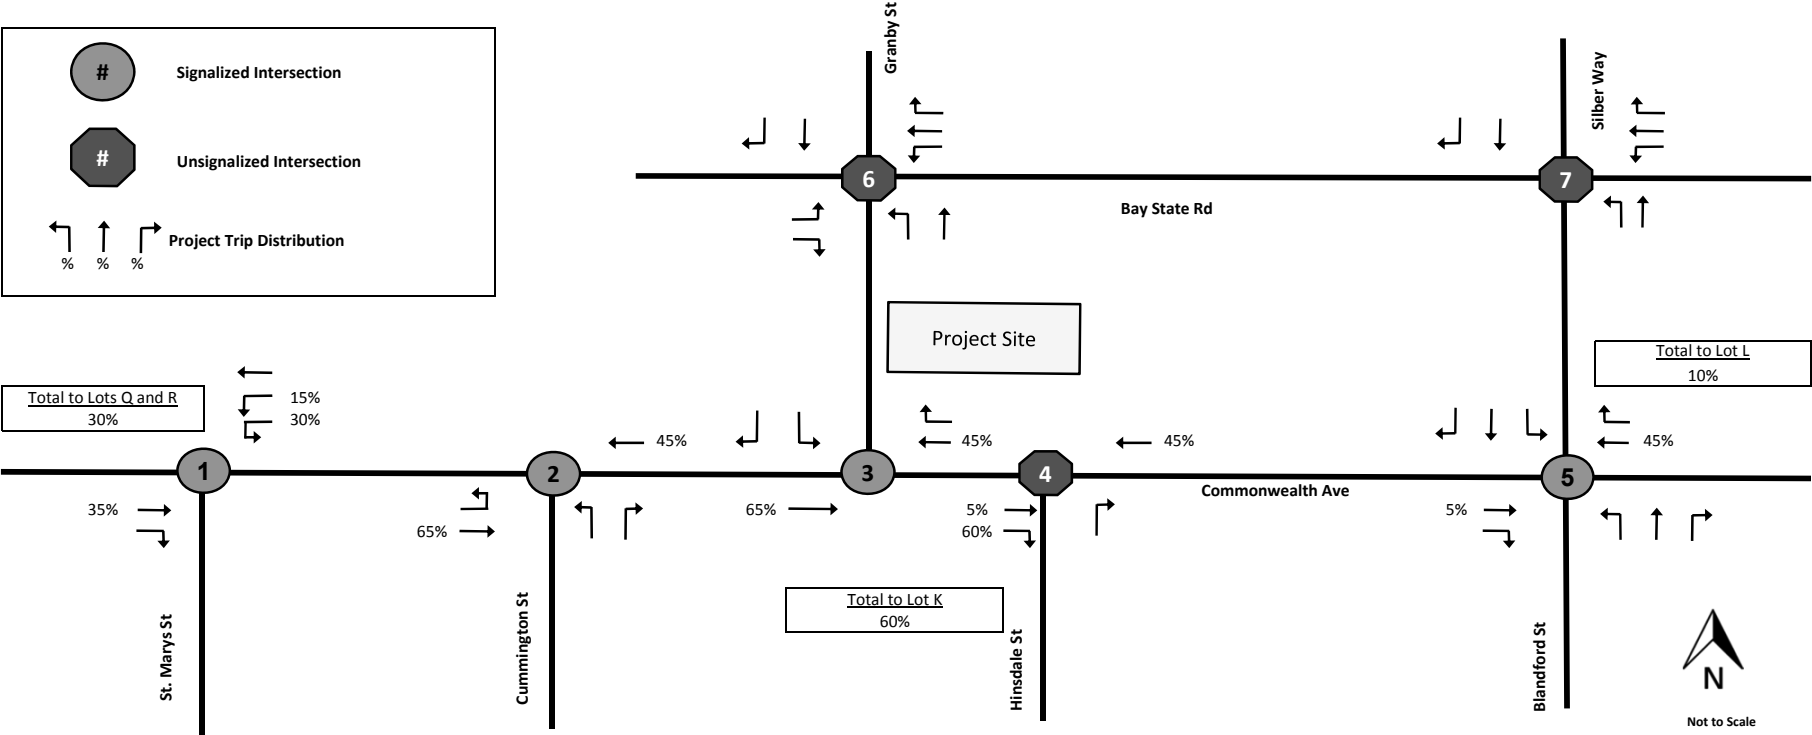 #
Signalized Intersection
#
Unsignalized Intersection
Project Trip Distribution
% % %
Granby St
Silber Way
6
7
Bay State Rd
Project Site
Total to Lots Q and R
30%
15%
30%
Total to Lot L
10%
45%
45%
45%
45%
1
2
3
4
5
Commonwealth Ave
35%
65%
65%
5%
60%
5%
Total to Lot K
60%
St. Marys St
Cummington St
Hinsdale St
Blandford St
N
Not to Scale